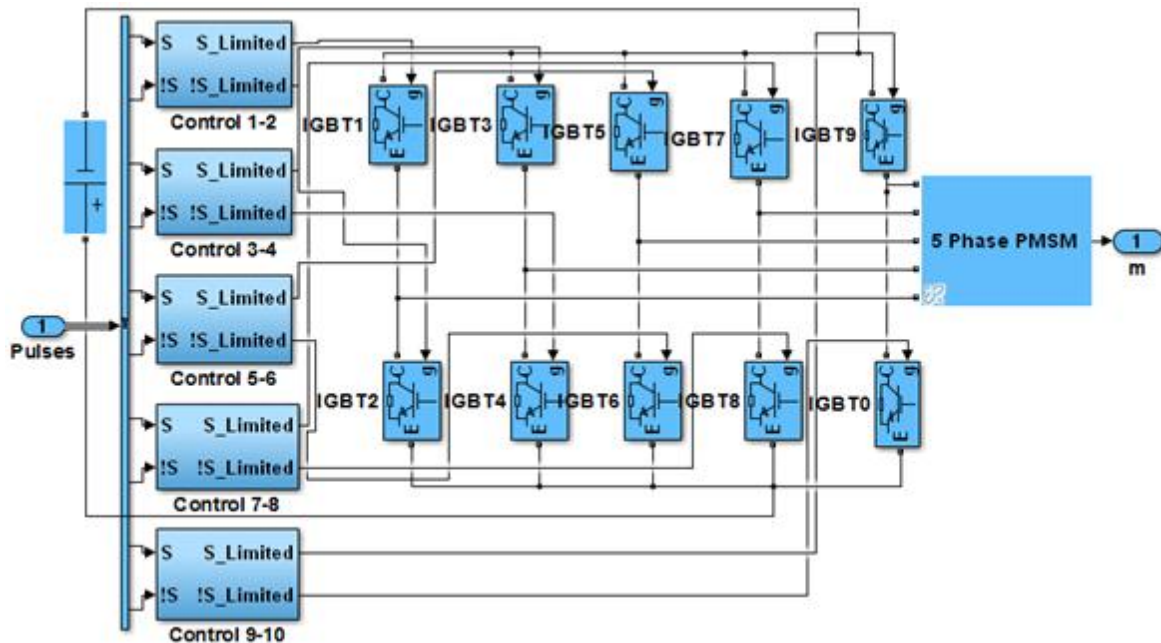 S S_Limited
!S !S_Limited
Control 1-2
S S_Limited
!S !S_Limited
Control 3-4
S S_Limited
!S !S_Limited
Control 5-6
S S_Limited
!S !S_Limited
Control 7-8
S S_Limited
!S !S_Limited
Control 9-10
1
Pulses
+
C g
E
IGBT1
C g
E
IGBT3
C g
E
IGBT5
C g
E
IGBT7
C g
E
IGBT9
C g
E
IGBT2
C g
E
IGBT4
C g
E
IGBT6
C g
E
IGBT8
C g
E
IGBT0
5 Phase PMSM
1
m